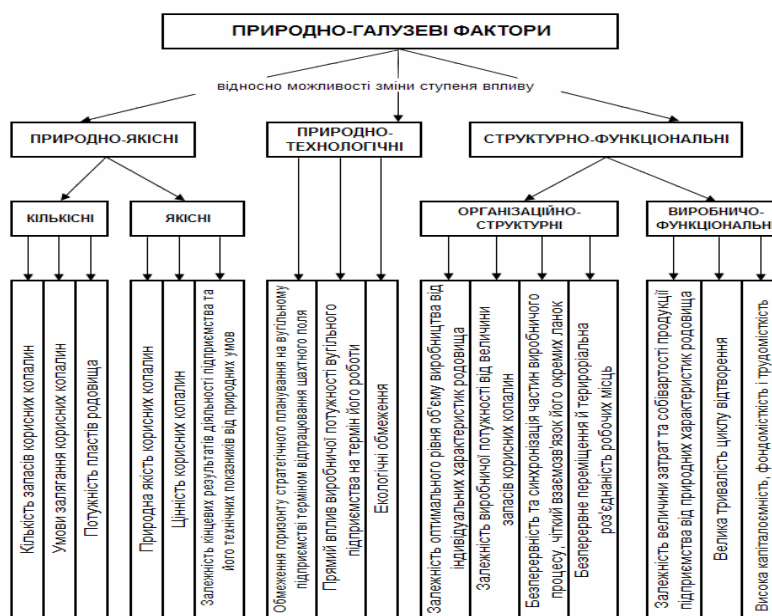 ПРИРОДНО-ГАЛУЗЕВІ ФАКТОРИ
відносно можливості зміни ступеня впливу
ПРИРОДНО-ЯКІСНІ
ПРИРОДНО-
ТЕХНОЛОГІЧНІ
СТРУКТУРНО-ФУНКЦІОНАЛЬНІ
КІЛЬКІСНІ
ЯКІСНІ
ОРГАНІЗАЦІЙНО-
СТРУКТУРНІ
ВИРОБНИЧО-
ФУНКЦІОНАЛЬНІ
Кількість запасів корисних копалин
Умови залягання корисних копалин
Потужність пластів родовища
Природна якість корисних копалин
Цінність корисних копалин
Залежність кінцевих результатів діяльності підприємства та
його технічних показників від природних умов
Обмеження горизонту стратегічного планування на вугільному
підприємстві терміном відпрацювання шахтного поля
Прямий вплив виробничої потужності вугільного
підприємства на термін його роботи
Екологічні обмеження
Залежність оптимального рівня об'єму виробництва від
індивідуальних характеристик родовища
Залежність виробничої потужності від величини
запасів корисних копалин
Безперервність та синхронізація частин виробничого
процесу, чіткий взаємозв'язок його окремих ланок
Безперервне переміщення й терироріальна
роз'єднаність робочих місць
Залежність величини затрат та собівартості продукції
підприємства від природних характеристик родовища
Велика тривалість циклу відтворення
Висока капіталоємність, фондомісткість і трудомісткість